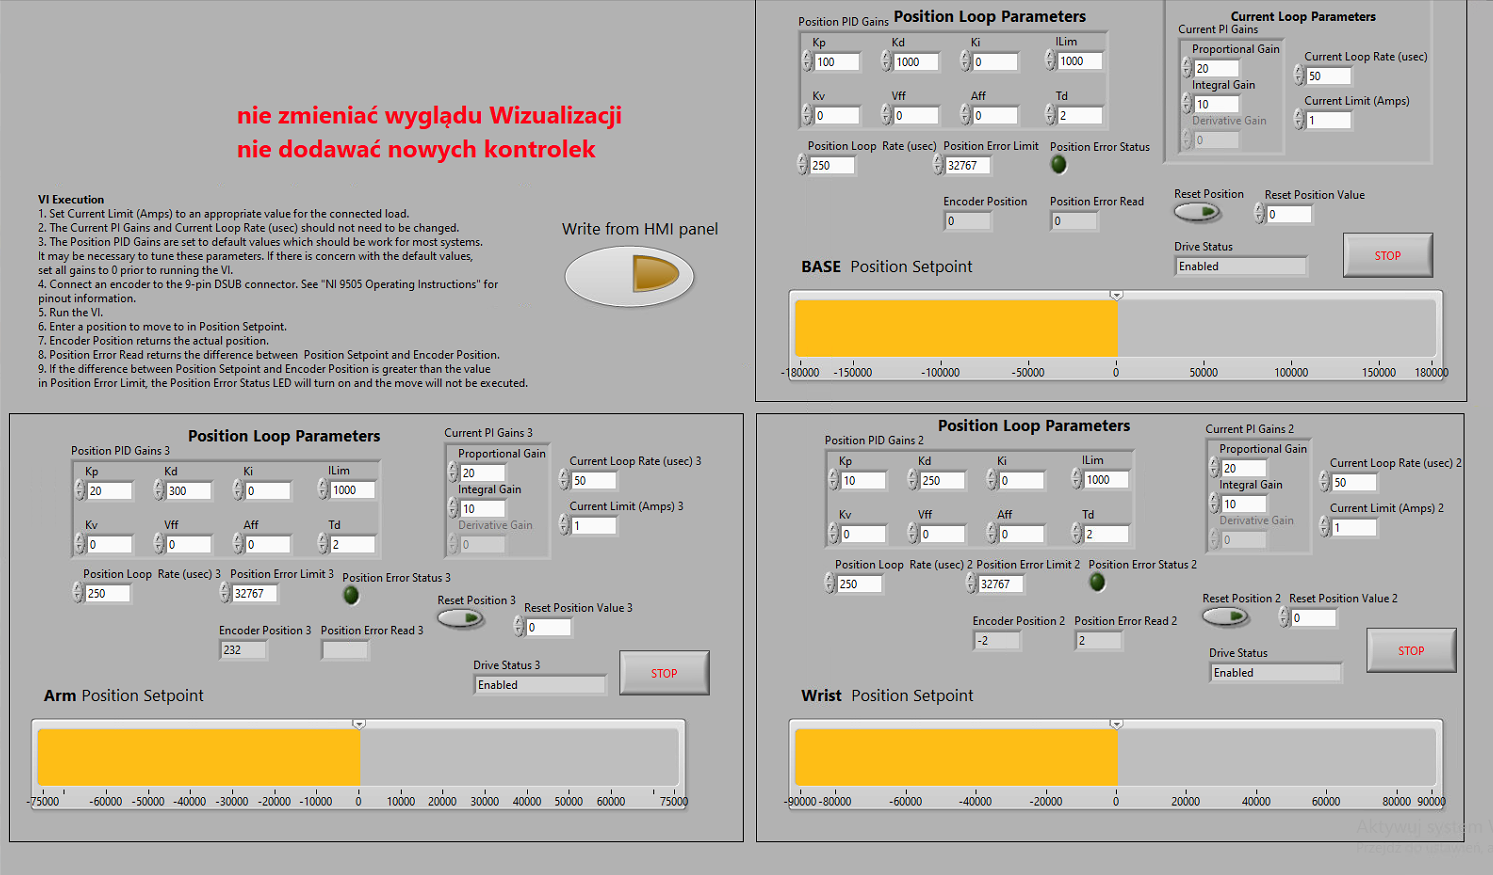 nie zmieniać wyglądu Wizualizacji
nie dodawać nowych kontrolek
VI Execution
1. Set Current Limit (Amps) to an appropriate value for the connected load.
2. The Current PI Gains and Current Loop Rate (usec) should not need to be changed.
3. The Position PID Gains are set to default values which should be work for most systems.
It may be necessary to tune these parameters. If there is concern with the default values,
set all gains to 0 prior to running the VI.
4. Connect an encoder to the 9-pin DSUB connector. See "NI 9505 Operating Instructions" for
pinout information.
5. Run the VI.
6. Enter a position to move to in Position Setpoint.
7. Encoder Position returns the actual position.
8. Position Error Read returns the difference between Position Setpoint and Encoder Position.
9. If the difference between Position Setpoint and Encoder Position is greater than the value
in Position Error Limit, the Position Error Status LED will turn on and the move will not be executed.
Write from HMI panel
Position PID Gains Position Loop Parameters
Kp Kd Ki ILim
100 1000 0 1000
Kv Vff Aff Td
0 0 0 2
Position Loop Rate (usec) Position Error Limit Position Error Status
250 32767
Encoder Position Position Error Read
0 0
Current Loop Parameters
Current PI Gains
Proportional Gain
20
Integral Gain
10
Derivative Gain
0
Current Loop Rate (usec)
50
Current Limit (Amps)
1
Reset Position Reset Position Value
0
Drive Status
Enabled
STOP
BASE Position Setpoint
-180000 -150000 -100000 -50000 0 50000 100000 150000 180000
Position Loop Parameters
Position PID Gains 3
Kp Kd Ki ILim
20 300 0 1000
Kv Vff Aff Td
0 0 0 2
Position Loop Rate (usec) 3 Position Error Limit 3 Position Error Status 3
250 32767
Encoder Position 3 Position Error Read 3
232
Current PI Gains 3
Proportional Gain
20
Integral Gain
10
Derivative Gain
0
Current Loop Rate (usec) 3
50
Current Limit (Amps) 3
1
Reset Position 3 Reset Position Value 3
0
Drive Status 3
Enabled
STOP
Arm Position Setpoint
-75000 -60000 -50000 -40000 -30000 -20000 -10000 0 10000 20000 30000 40000 50000 60000 75000
Position Loop Parameters
Position PID Gains 2
Kp Kd Ki ILim
10 250 0 1000
Kv Vff Aff Td
0 0 0 2
Position Loop Rate (usec) 2 Position Error Limit 2 Position Error Status 2
250 32767
Encoder Position 2 Position Error Read 2
-2 2
Current PI Gains 2
Proportional Gain
20
Integral Gain
10
Derivative Gain
0
Current Loop Rate (usec) 2
50
Current Limit (Amps) 2
1
Reset Position 2 Reset Position Value 2
0
Drive Status
Enabled
STOP
Wrist Position Setpoint
-90000 -80000 -60000 -40000 -20000 0 20000 40000 60000 80000 90000
Aktywuj system